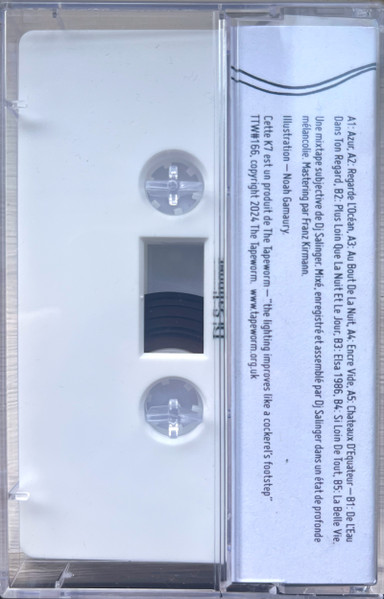 A1: Azur, A2: Regarde L'Océan, A3: Au Bout De La Nuit, A4: Encre Vide, A5: Chateaux D'Equateur — B1: De L'Eau
Dans Ton Regard, B2: Plus Loin Que La Nuit Et Le Jour, B3: Elsa 1986, B4: Si Loin De Tout, B5: La Belle Vie.
Une mixtape subjective de Dj Salinger. Mixé, enregistré et assemblé par Dj Salinger dans un état de profonde
mélancolie. Mastering par Franz Kirmann.
Illustration — Noah Gamaury.
Cette K7 est un produit de The Tapeworm — "the lighting improves like a cockerel's footstep"
TTW#166, copyright 2024 The Tapeworm. www.tapeworm.org.uk